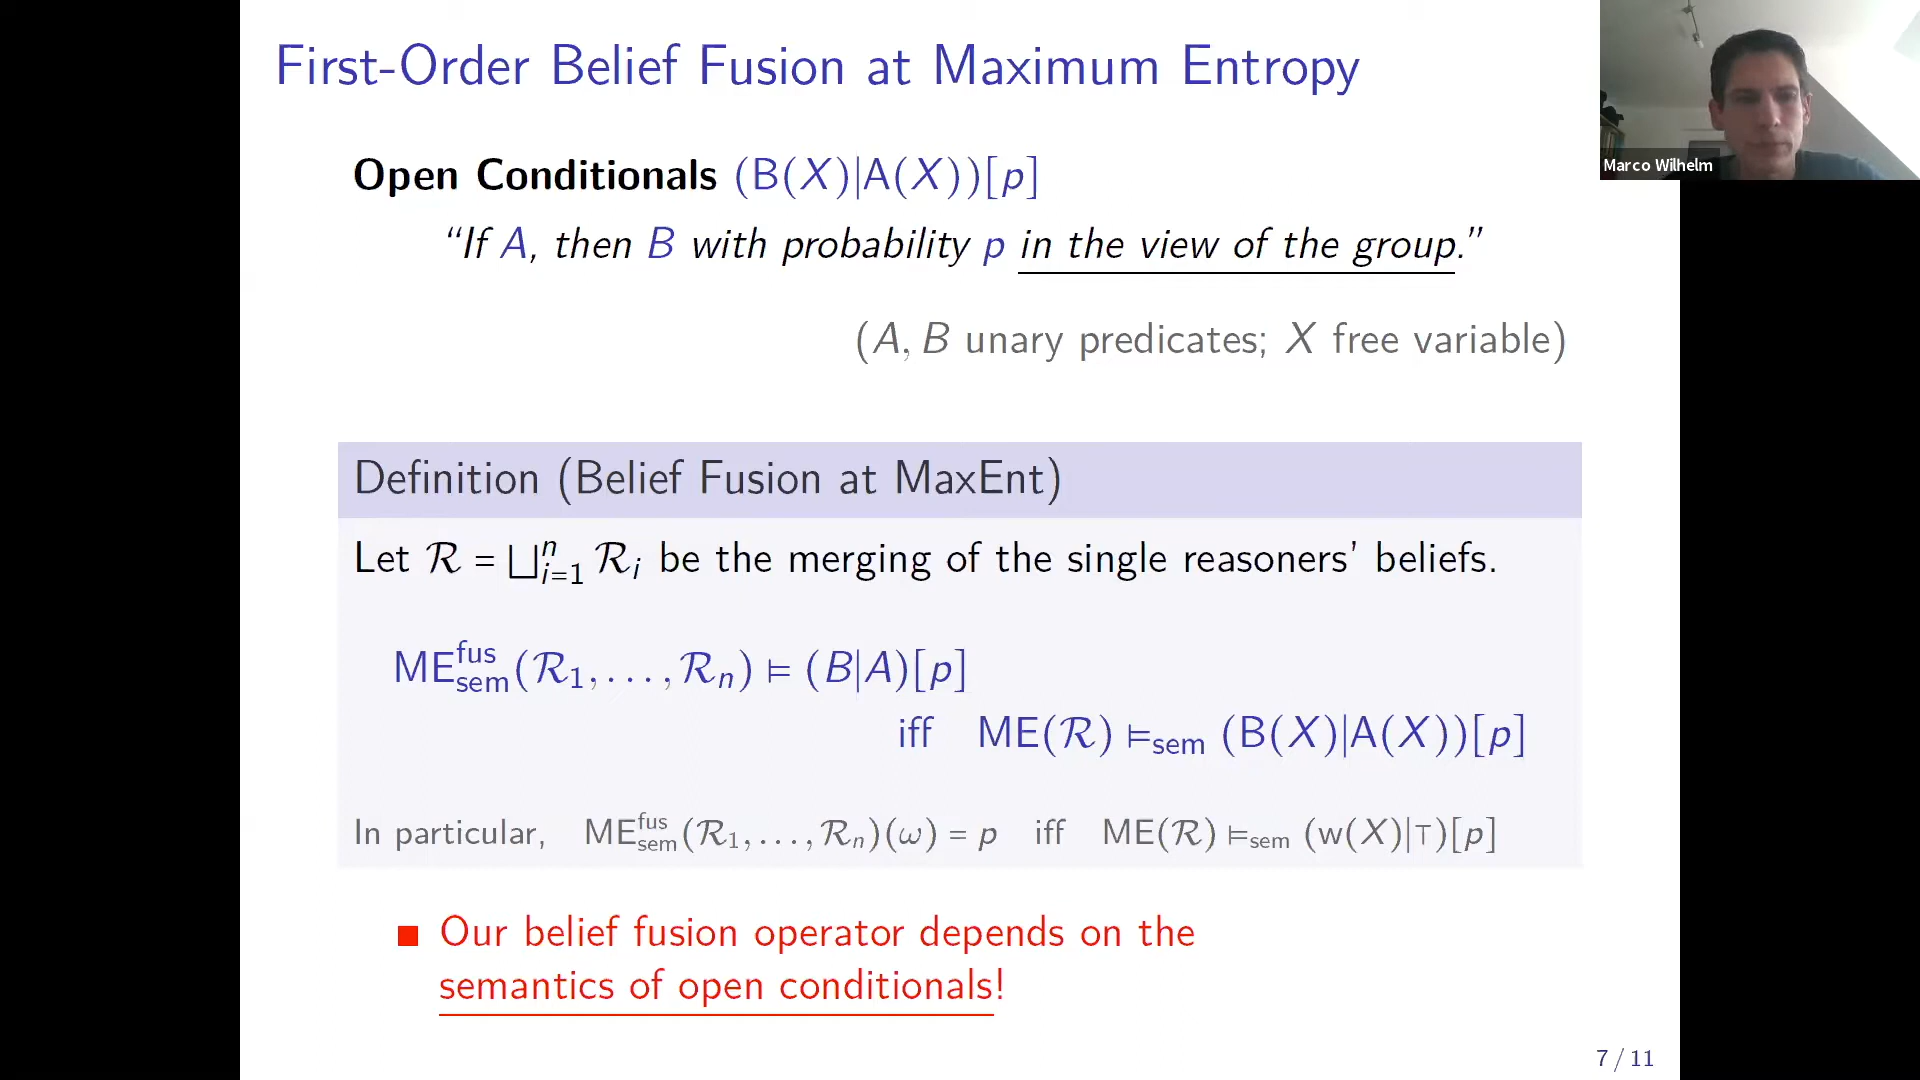 First-Order Belief Fusion at Maximum Entropy
Marco Wilhelm
Open Conditionals (B(X)|A(X))[p]
“If A, then B with probability p in the view of the group.”
(A, B unary predicates; X free variable)
Definition (Belief Fusion at MaxEnt)
Let ℛ = ⨆ⁿᵢ₌₁ ℛᵢ be the merging of the single reasoners’ beliefs.
ME^fus_sem(ℛ₁, . . . , ℛₙ) ⊨ (B|A)[p]
iff ME(ℛ) ⊨_sem (B(X)|A(X))[p]
In particular, ME^fus_sem(ℛ₁, . . . , ℛₙ)(ω) = p iff ME(ℛ) ⊨_sem (w(X)|⊤)[p]
■ Our belief fusion operator depends on the
semantics of open conditionals!
7 / 11